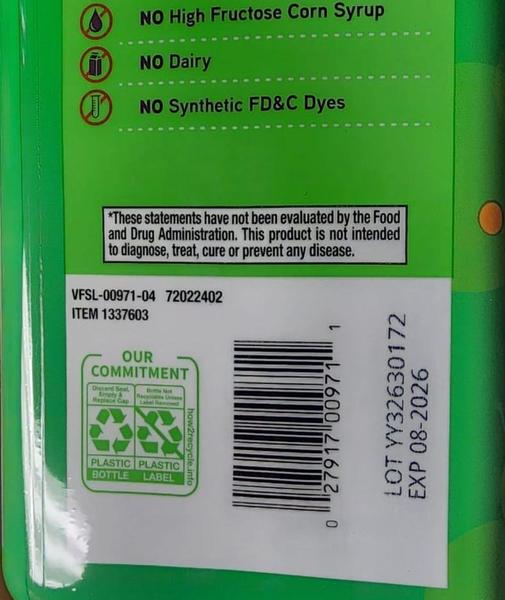 NO High Fructose Corn Syrup
NO Dairy
NO Synthetic FD&C Dyes
*These statements have not been evaluated by the Food
and Drug Administration. This product is not intended
to diagnose, treat, cure or prevent any disease.
VFSL-00971-04 72022402
ITEM 1337603
OUR
COMMITMENT
Discard Seal,
Empty &
Replace Cap
Bottle Not
Recyclable Unless
Label Removed
PLASTIC
BOTTLE
PLASTIC
LABEL
how2recycle.info
0 27917 00971 1
LOT YY32630172
EXP 08-2026